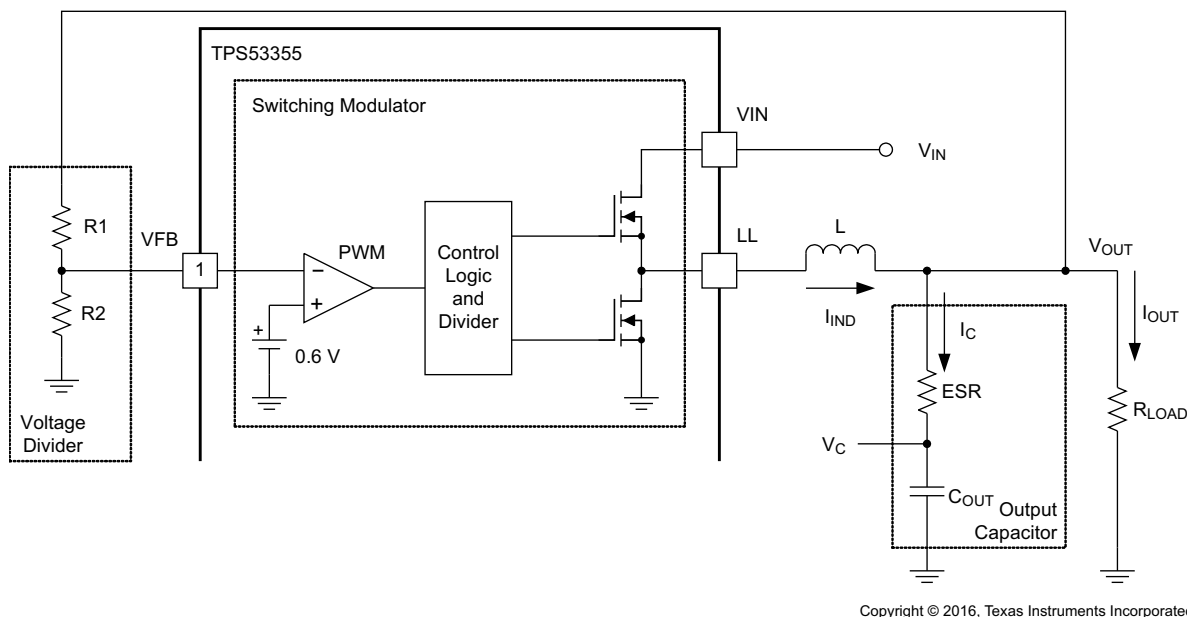 TPS53355
Switching Modulator
VIN
V_IN
R1
VFB
1
R2
PWM
−
+
+
0.6 V
Control
Logic
and
Divider
LL
L
V_OUT
I_IND
I_C
I_OUT
ESR
R_LOAD
V_C
C_OUT
Output
Capacitor
Voltage
Divider
Copyright © 2016, Texas Instruments Incorporated